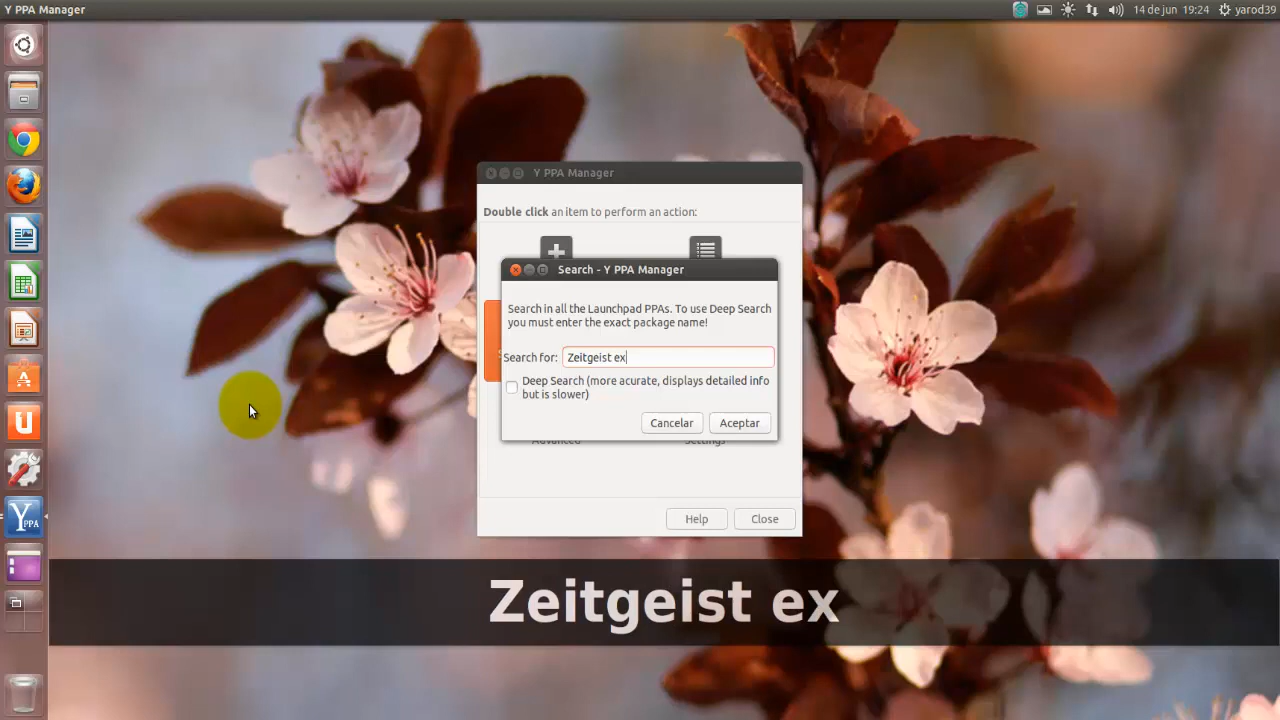 Y PPA Manager
14 de jun 19:24
yarod39
Y PPA Manager
Double click an item to perform an action:
Search - Y PPA Manager
Search in all the Launchpad PPAs. To use Deep Search
you must enter the exact package name!
Search for:
Zeitgeist ex
Deep Search (more acurate, displays detailed info
but is slower)
Cancelar
Aceptar
Advanced
Settings
Help
Close
Y PPA
Zeitgeist ex